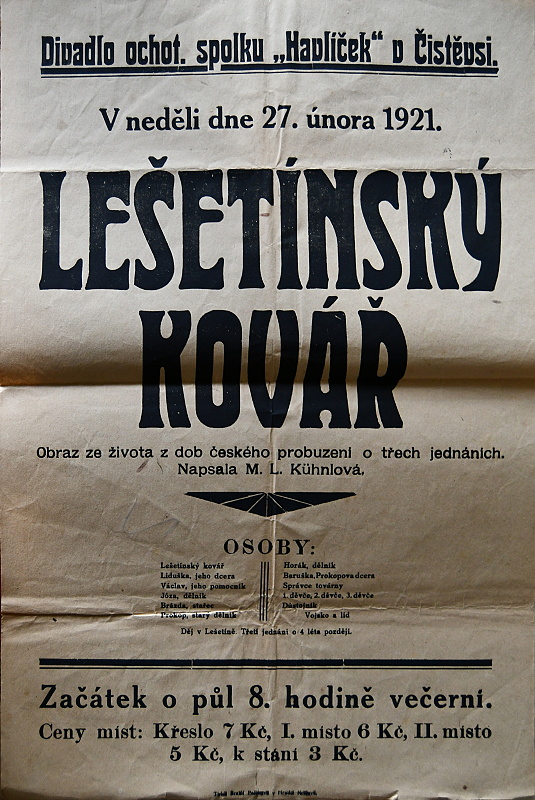 Divadlo ochot. spolku „Havlíček“ v Čistěvsi.
V neděli dne 27. února 1921.
LEŠETÍNSKÝ
KOVÁŘ
Obraz ze života z dob českého probuzení o třech jednáních.
Napsala M. L. Kühnlová.
OSOBY:
Lešetínský kovář
Liduška, jeho dcera
Václav, jeho pomocník
Józa, dělník
Brázda, stařec
Prokop, starý dělník
Horák, dělník
Baruška, Prokopova dcera
Správce továrny
1. děvče, 2. děvče, 3. děvče
Důstojník
Vojsko a lid
Děj v Lešetíně. Třetí jednání o 4 léta později.
Začátek o půl 8. hodině večerní.
Ceny míst: Křeslo 7 Kč, I. místo 6 Kč, II. místo
5 Kč, k stání 3 Kč.